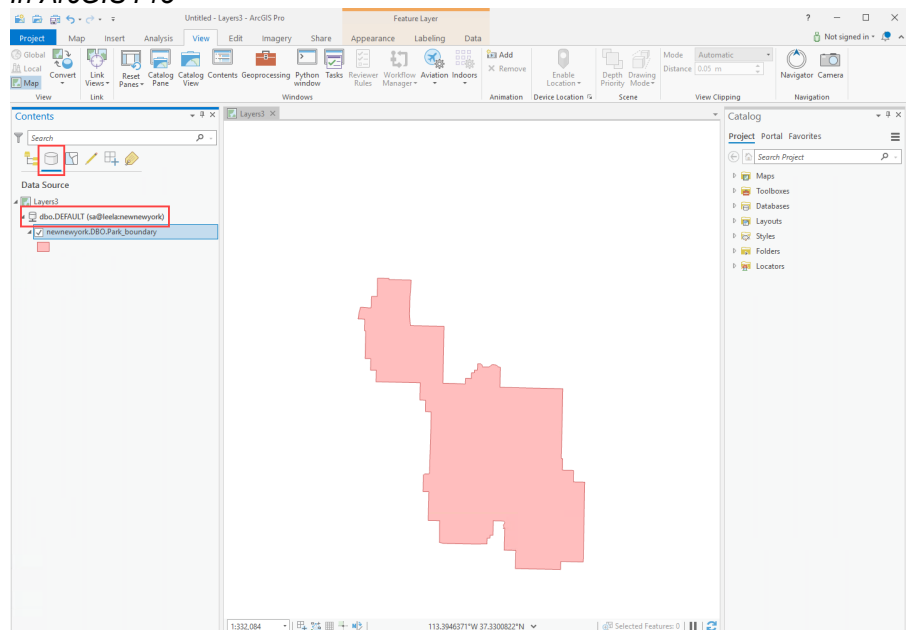 in ArcGIS Pro
Untitled - Layers3 - ArcGIS Pro
Feature Layer
? 
Project Map Insert Analysis View Edit Imagery Share Appearance Labeling Data
Not signed in
Global
Local
Map
Convert
Link Views
Reset Panes
Catalog Pane
Catalog View
Contents
Geoprocessing
Python window
Tasks
Reviewer Rules
Workflow Manager
Aviation
Indoors
Add
Remove
Enable Location
Depth Priority
Drawing Mode
Mode Automatic
Distance 0.05 m
Navigator
Camera
View Link Windows Animation Device Location Scene View Clipping Navigation
Contents
Search
Data Source
Layers3
dbo.DEFAULT (sa@leela:newnewyork)
newnewyork.DBO.Park_boundary
Layers3
Catalog
Project Portal Favorites
Search Project
Maps
Toolboxes
Databases
Layouts
Styles
Folders
Locators
1:332,084
113.3946371°W 37.3300822°N
Selected Features: 0